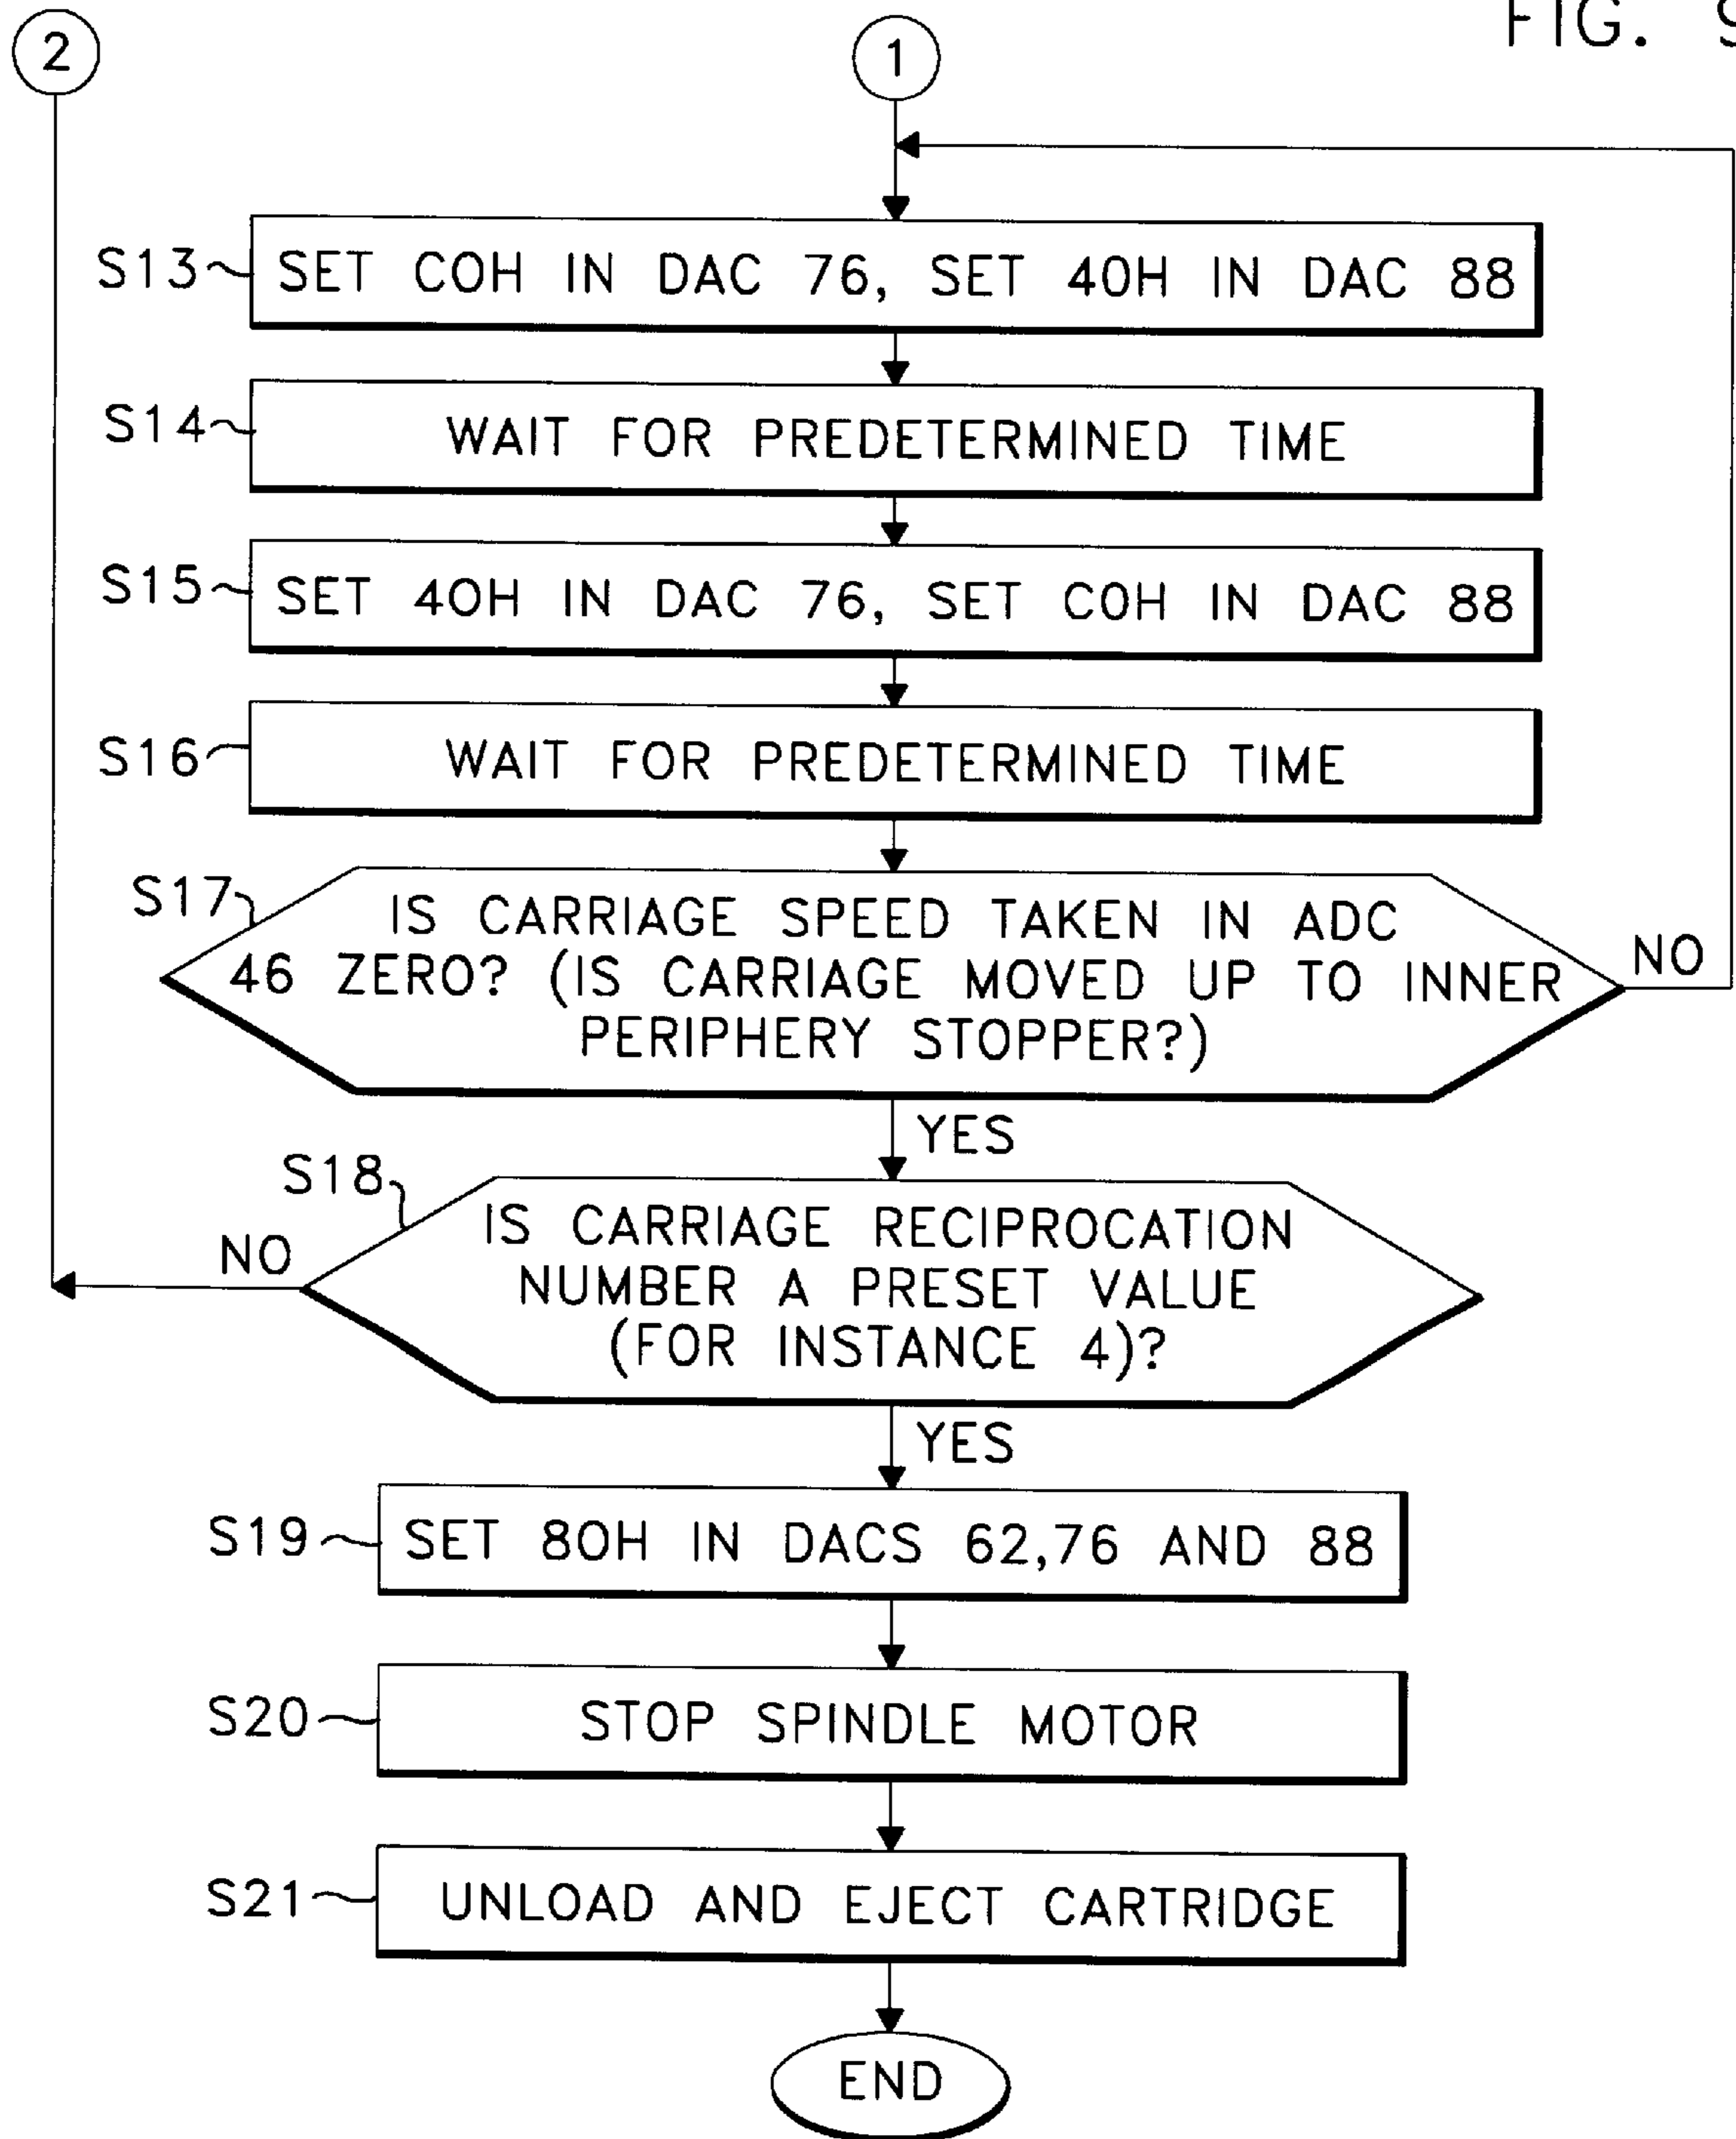 FIG. 9
2
1
S13 SET C0H IN DAC 76, SET 40H IN DAC 88
S14 WAIT FOR PREDETERMINED TIME
S15 SET 40H IN DAC 76, SET C0H IN DAC 88
S16 WAIT FOR PREDETERMINED TIME
S17 IS CARRIAGE SPEED TAKEN IN ADC
46 ZERO? (IS CARRIAGE MOVED UP TO INNER
PERIPHERY STOPPER?)
NO
YES
S18
IS CARRIAGE RECIPROCATION
NUMBER A PRESET VALUE
(FOR INSTANCE 4)?
NO
YES
S19 SET 80H IN DACS 62,76 AND 88
S20 STOP SPINDLE MOTOR
S21 UNLOAD AND EJECT CARTRIDGE
END